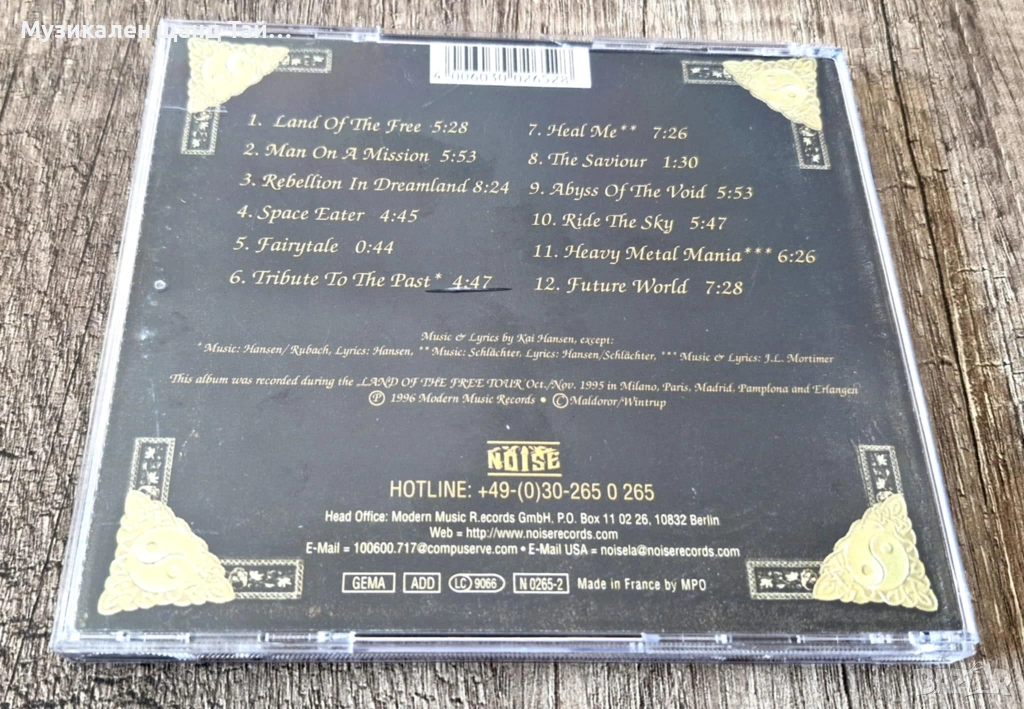 Музикален Ценд Тай...
4 006030 026528
1. Land Of The Free 5:28
2. Man On A Mission 5:53
3. Rebellion In Dreamland 8:24
4. Space Eater 4:45
5. Fairytale 0:44
6. Tribute To The Past* 4:47
7. Heal Me** 7:26
8. The Saviour 1:30
9. Abyss Of The Void 5:53
10. Ride The Sky 5:47
11. Heavy Metal Mania*** 6:26
12. Future World 7:28
Music & Lyrics by Kai Hansen, except:
* Music: Hansen/Rubach, Lyrics: Hansen, ** Music: Schlächter, Lyrics: Hansen/Schlächter, *** Music & Lyrics: J.L. Mortimer
This album was recorded during the „LAND OF THE FREE TOUR" Oct./Nov. 1995 in Milano, Paris, Madrid, Pamplona and Erlangen
Ⓟ 1996 Modern Music Records • ©Maldoror/Wintrup
NOISE
HOTLINE: +49-(0)30-265 0 265
Head Office: Modern Music Records GmbH, P.O. Box 11 02 26, 10832 Berlin
Web = http://www.noiserecords.com
E-Mail = 100600.717@compuserve.com • E-Mail USA = noisela@noiserecords.com
GEMA ADD LC 9066 N 0265-2 Made in France by MPO
BAZAR